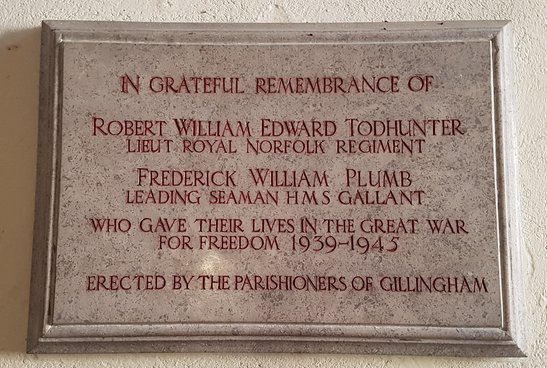 IN GRATEFUL REMEMBRANCE OF
ROBERT WILLIAM EDWARD TODHUNTER
LIEUT ROYAL NORFOLK REGIMENT
FREDERICK WILLIAM PLUMB
LEADING SEAMAN H M S GALLANT
WHO GAVE THEIR LIVES IN THE GREAT WAR
FOR FREEDOM 1939-1945
ERECTED BY THE PARISHIONERS OF GILLINGHAM